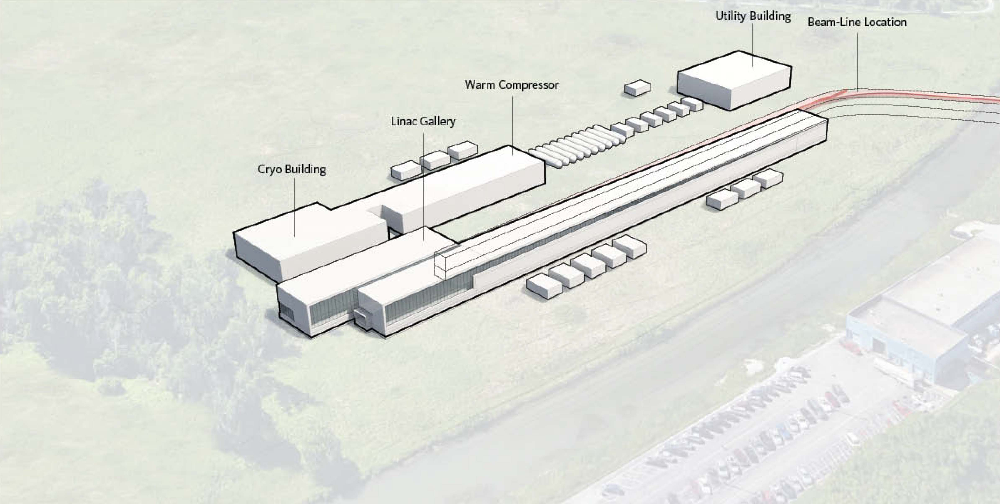 Utility Building
Beam-Line Location
Warm Compressor
Linac Gallery
Cryo Building